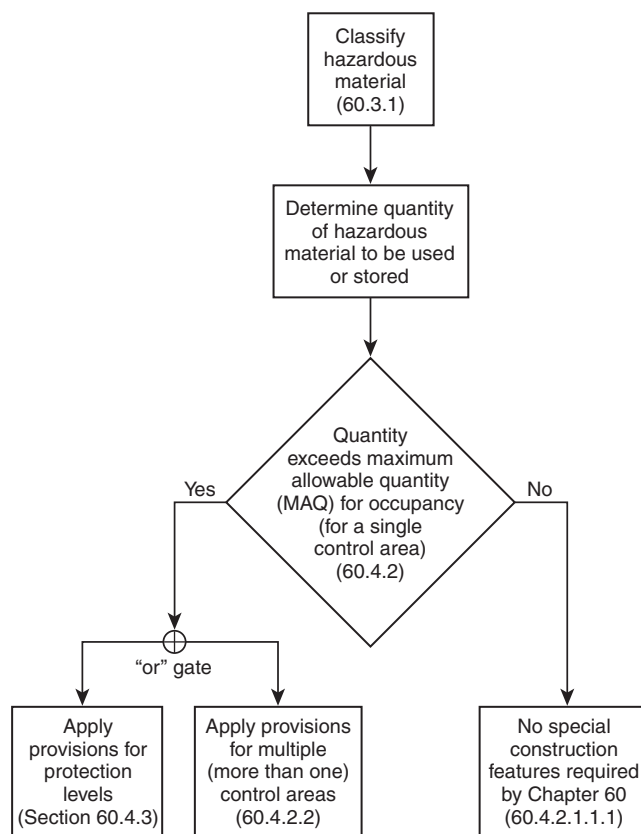 Classify
hazardous
material
(60.3.1)
Determine quantity
of hazardous
material to be used
or stored
Quantity
exceeds maximum
allowable quantity
(MAQ) for occupancy
(for a single
control area)
(60.4.2)
Yes
No
“or” gate
Apply
provisions for
protection
levels
(Section 60.4.3)
Apply provisions
for multiple
(more than one)
control areas
(60.4.2.2)
No special
construction
features required
by Chapter 60
(60.4.2.1.1.1)